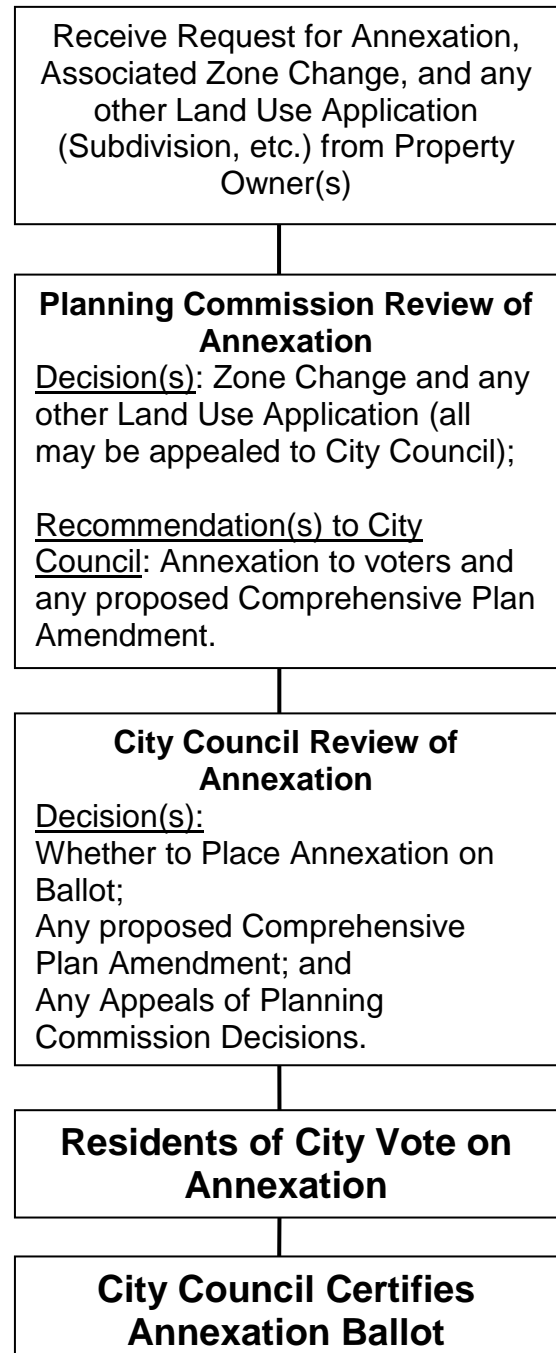 Receive Request for Annexation,
Associated Zone Change, and any
other Land Use Application
(Subdivision, etc.) from Property
Owner(s)
Planning Commission Review of
Annexation
Decision(s): Zone Change and any
other Land Use Application (all
may be appealed to City Council);
Recommendation(s) to City
Council: Annexation to voters and
any proposed Comprehensive Plan
Amendment.
City Council Review of
Annexation
Decision(s):
Whether to Place Annexation on
Ballot;
Any proposed Comprehensive
Plan Amendment; and
Any Appeals of Planning
Commission Decisions.
Residents of City Vote on
Annexation
City Council Certifies
Annexation Ballot